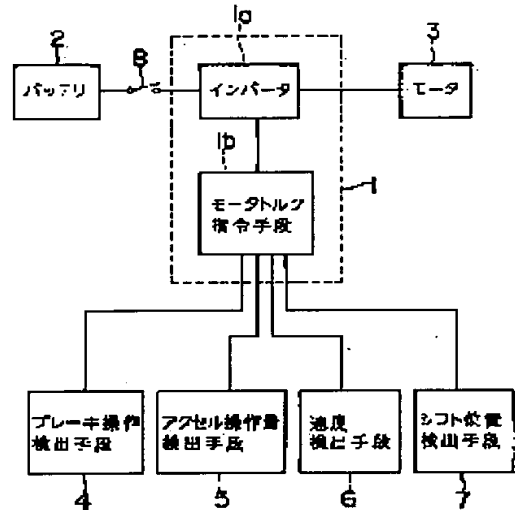 1a
2
8
3
バッテリ
インバータ
モータ
1b
モータトルク
指令手段
1
ブレーキ操作
検出手段
アクセル操作量
検出手段
速度
検出手段
シフト位置
検出手段
4
5
6
7